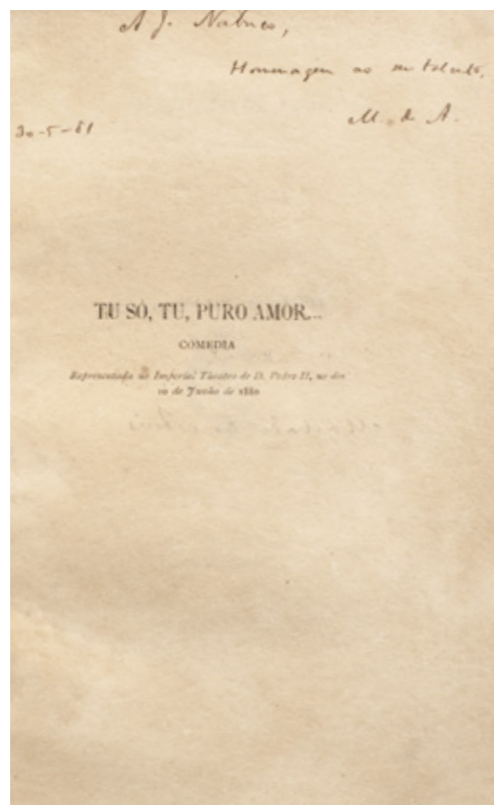 A J. Nabuco,
Homenagem ao seu talento,
M. de A.
30-5-81
TU SÓ, TU, PURO AMOR...
COMEDIA
Representada no Imperial Theatro de D. Pedro II, no dia
10 de Junho de 1880